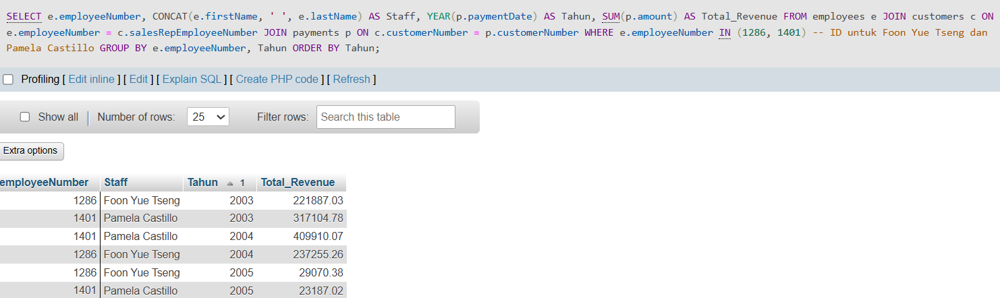 SELECT e.employeeNumber, CONCAT(e.firstName, ' ', e.lastName) AS Staff, YEAR(p.paymentDate) AS Tahun, SUM(p.amount) AS Total_Revenue FROM employees e JOIN customers c ON
e.employeeNumber = c.salesRepEmployeeNumber JOIN payments p ON c.customerNumber = p.customerNumber WHERE e.employeeNumber IN (1286, 1401) -- ID untuk Foon Yue Tseng dan
Pamela Castillo GROUP BY e.employeeNumber, Tahun ORDER BY Tahun;
Profiling [ Edit inline ] [ Edit ] [ Explain SQL ] [ Create PHP code ] [ Refresh ]
Show all Number of rows: 25 Filter rows: Search this table
Extra options
employeeNumber Staff Tahun 1 Total_Revenue
1286 Foon Yue Tseng 2003 221887.03
1401 Pamela Castillo 2003 317104.78
1401 Pamela Castillo 2004 409910.07
1286 Foon Yue Tseng 2004 237255.26
1286 Foon Yue Tseng 2005 29070.38
1401 Pamela Castillo 2005 23187.02